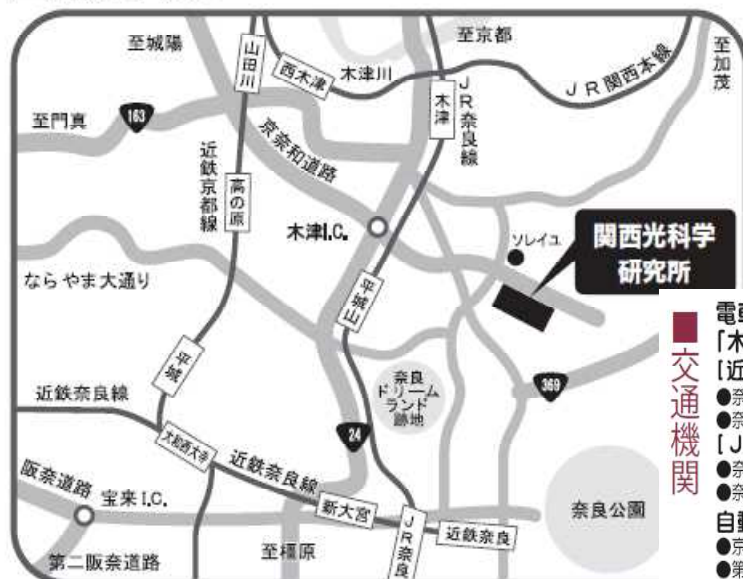 至城陽
山田川
西木津
木津川
至京都
JR関西本線
至加茂
至門真
163
近鉄京都線
高の原
京奈和道路
木津
JR奈良線
木津I.C.
ソレイユ
関西光科学
研究所
ならやま大通り
平城山
平城
近鉄奈良線
奈良
ドリーム
ランド
跡地
369
24
大和西大寺
近鉄奈良線
阪奈道路
宝来I.C.
新大宮
近鉄奈良
奈良公園
第二阪奈道路
至橿原
JR奈良
■交通機関
「木
[近
●奈
●奈
[J
●奈
●奈
●京
●第